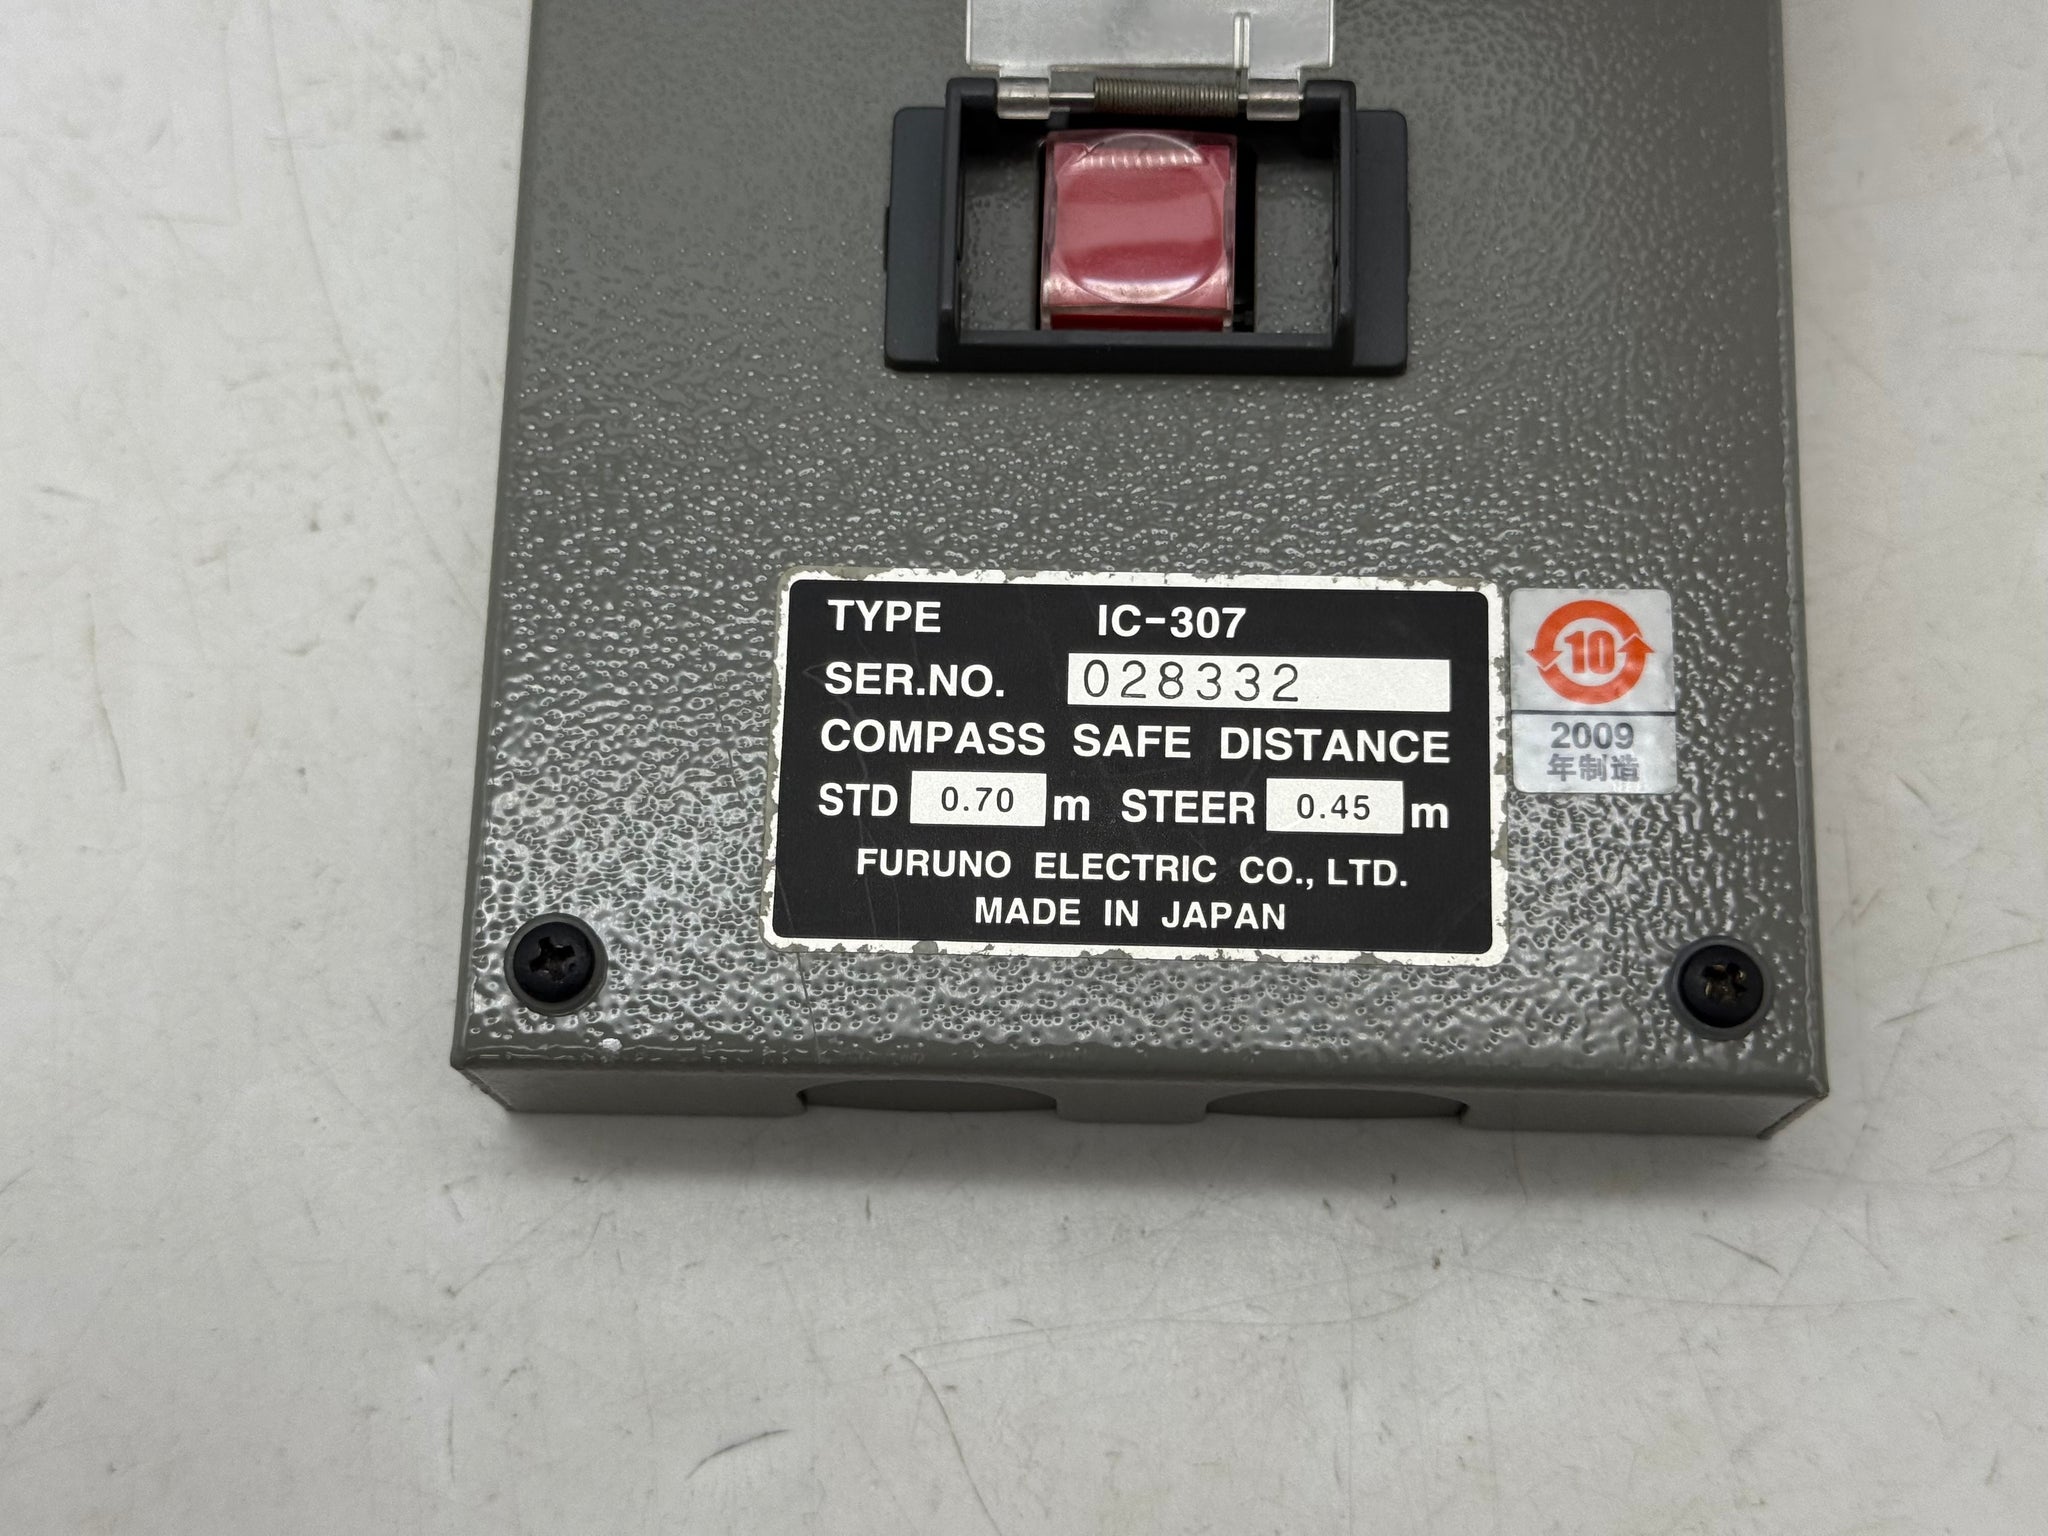 TYPE IC-307
SER.NO. 028332
COMPASS SAFE DISTANCE
STD 0.70 m STEER 0.45 m
FURUNO ELECTRIC CO., LTD.
MADE IN JAPAN
10
2009
年制造